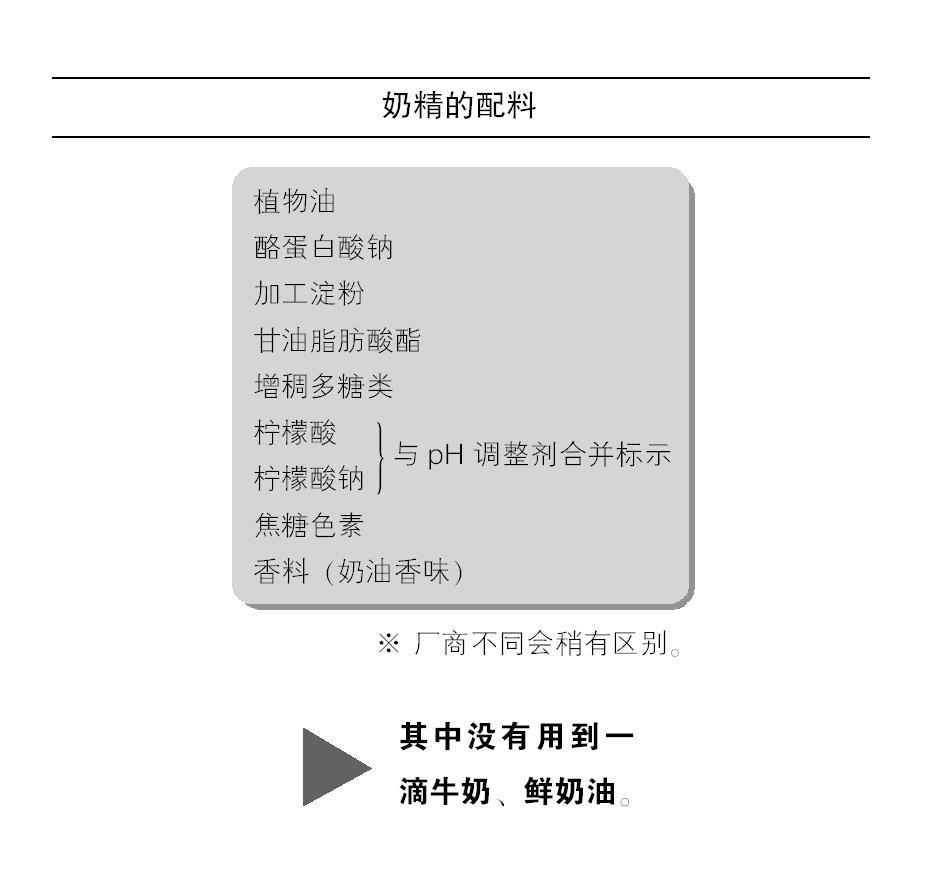 奶精的配料
植物油
酪蛋白酸钠
加工淀粉
甘油脂肪酸酯
增稠多糖类
柠檬酸
柠檬酸钠
与 pH 调整剂合并标示
焦糖色素
香料（奶油香味）
※ 厂商不同会稍有区别。
其中没有用到一
滴牛奶、鲜奶油。